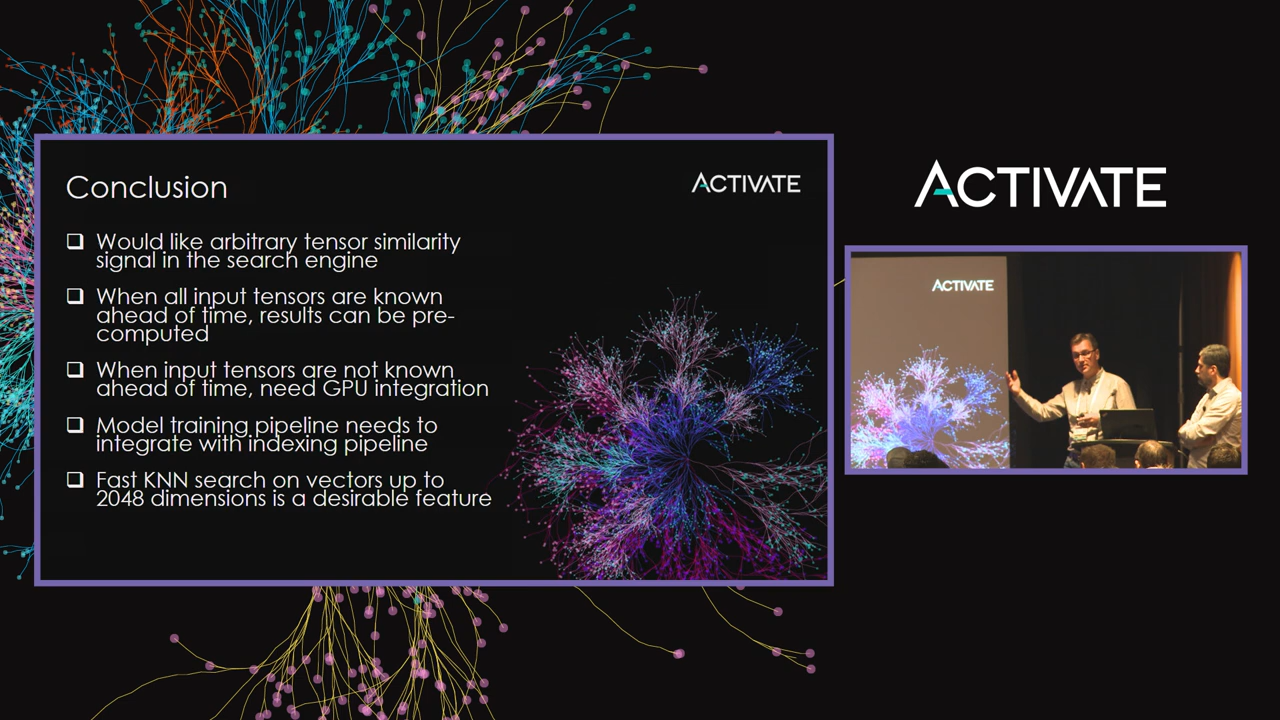 Conclusion
ACTIVATE
Would like arbitrary tensor similarity
signal in the search engine
When all input tensors are known
ahead of time, results can be pre-
computed
When input tensors are not known
ahead of time, need GPU integration
Model training pipeline needs to
integrate with indexing pipeline
Fast KNN search on vectors up to
2048 dimensions is a desirable feature
ACTIVATE
ACTIVATE